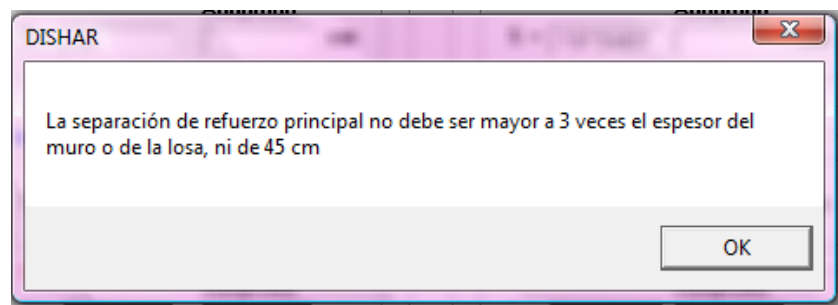 DISHAR
La separación de refuerzo principal no debe ser mayor a 3 veces el espesor del
muro o de la losa, ni de 45 cm
OK